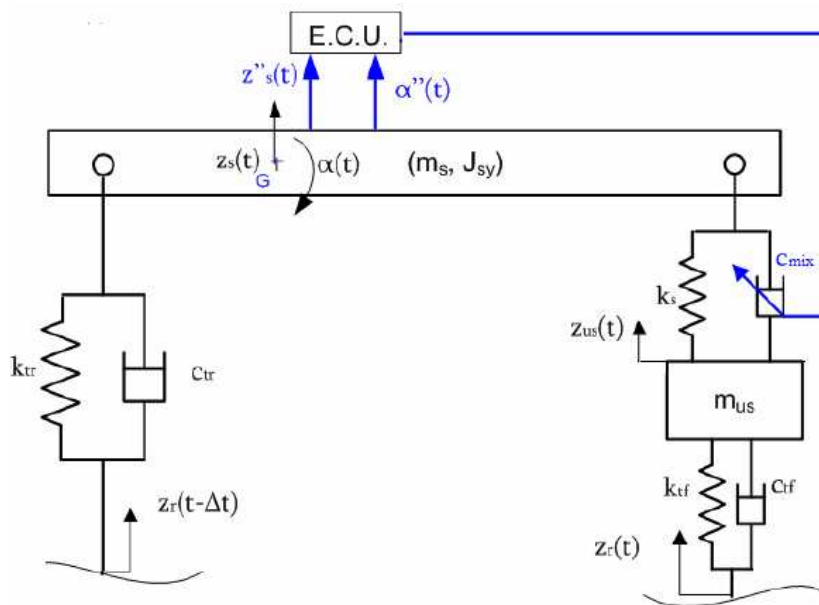 E.C.U.
z"s(t)
α"(t)
zs(t)
G
α(t)
(ms, Jsy)
cmix
ks
zus(t)
ktr
ctr
mus
ktf
ctf
zr(t-Δt)
zr(t)